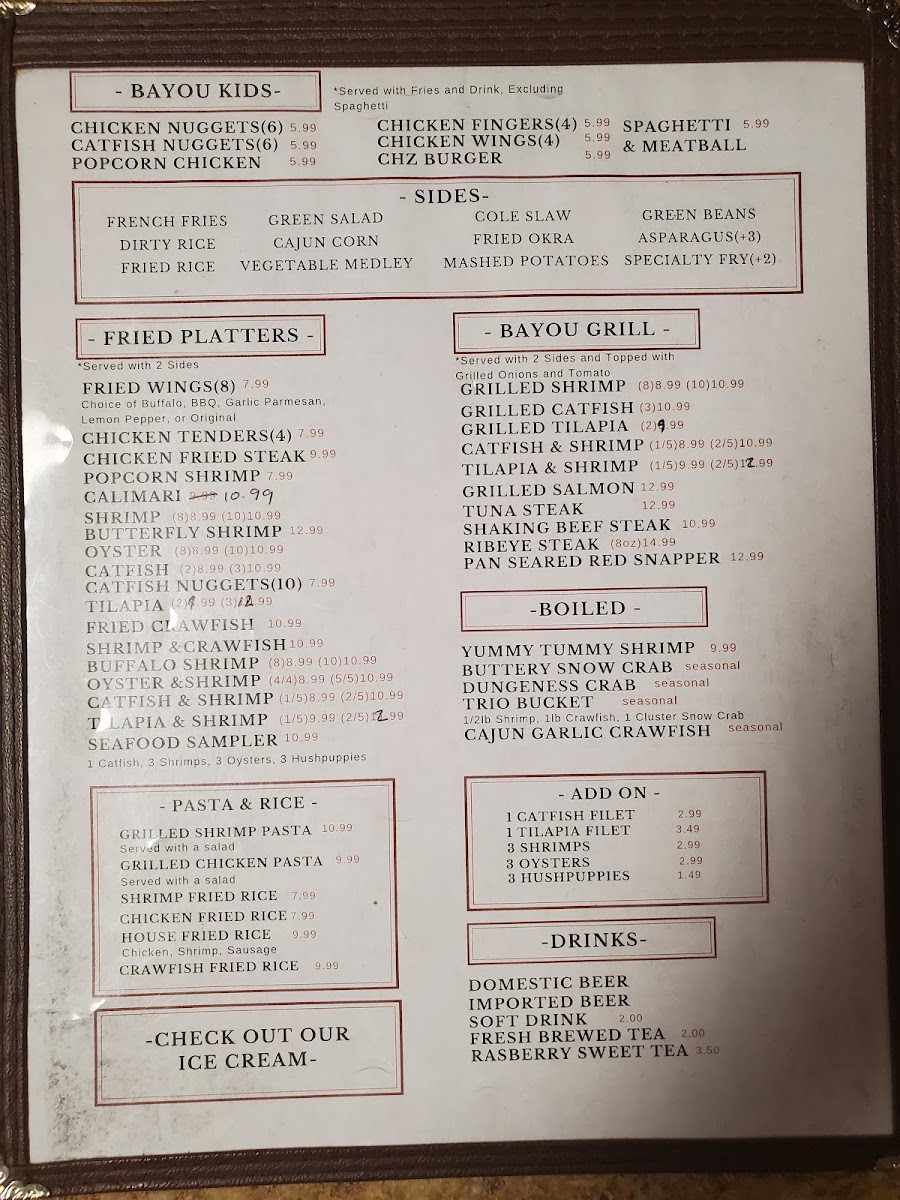 - BAYOU KIDS-
*Served with Fries and Drink, Excluding
Spaghetti
CHICKEN NUGGETS(6) 5.99
CATFISH NUGGETS(6) 5.99
POPCORN CHICKEN 5.99
CHICKEN FINGERS(4) 5.99
CHICKEN WINGS(4) 5.99
CHZ BURGER 5.99
SPAGHETTI 5.99
& MEATBALL
- SIDES-
FRENCH FRIES GREEN SALAD COLE SLAW GREEN BEANS
DIRTY RICE CAJUN CORN FRIED OKRA ASPARAGUS(+3)
FRIED RICE VEGETABLE MEDLEY MASHED POTATOES SPECIALTY FRY(+2)
- FRIED PLATTERS -
*Served with 2 Sides
FRIED WINGS(8) 7.99
Choice of Buffalo, BBQ, Garlic Parmesan,
Lemon Pepper, or Original
CHICKEN TENDERS(4) 7.99
CHICKEN FRIED STEAK 9.99
POPCORN SHRIMP 7.99
CALIMARI 9.99 10.99
SHRIMP (8)8.99 (10)10.99
BUTTERFLY SHRIMP 12.99
OYSTER (8)8.99 (10)10.99
CATFISH (2)8.99 (3)10.99
CATFISH NUGGETS(10) 7.99
TILAPIA (2)9.99 (3)12.99
FRIED CRAWFISH 10.99
SHRIMP &CRAWFISH 10.99
BUFFALO SHRIMP (8)8.99 (10)10.99
OYSTER &SHRIMP (4/4)8.99 (5/5)10.99
CATFISH & SHRIMP (1/5)8.99 (2/5)10.99
TILAPIA & SHRIMP (1/5)9.99 (2/5)12.99
SEAFOOD SAMPLER 10.99
1 Catfish, 3 Shrimps, 3 Oysters, 3 Hushpuppies
- PASTA & RICE -
GRILLED SHRIMP PASTA 10.99
Served with a salad
GRILLED CHICKEN PASTA 9.99
Served with a salad
SHRIMP FRIED RICE 7.99
CHICKEN FRIED RICE 7.99
HOUSE FRIED RICE 9.99
Chicken, Shrimp, Sausage
CRAWFISH FRIED RICE 9.99
-CHECK OUT OUR
ICE CREAM-
- BAYOU GRILL -
*Served with 2 Sides and Topped with
Grilled Onions and Tomato
GRILLED SHRIMP (8)8.99 (10)10.99
GRILLED CATFISH (3)10.99
GRILLED TILAPIA (2)9.99
CATFISH & SHRIMP (1/5)8.99 (2/5)10.99
TILAPIA & SHRIMP (1/5)9.99 (2/5)12.99
GRILLED SALMON 12.99
TUNA STEAK 12.99
SHAKING BEEF STEAK 10.99
RIBEYE STEAK (8oz)14.99
PAN SEARED RED SNAPPER 12.99
-BOILED -
YUMMY TUMMY SHRIMP 9.99
BUTTERY SNOW CRAB seasonal
DUNGENESS CRAB seasonal
TRIO BUCKET seasonal
1/2lb Shrimp, 1lb Crawfish, 1 Cluster Snow Crab
CAJUN GARLIC CRAWFISH seasonal
- ADD ON -
1 CATFISH FILET 2.99
1 TILAPIA FILET 3.49
3 SHRIMPS 2.99
3 OYSTERS 2.99
3 HUSHPUPPIES 1.49
-DRINKS-
DOMESTIC BEER
IMPORTED BEER
SOFT DRINK 2.00
FRESH BREWED TEA 2.00
RASBERRY SWEET TEA 3.50